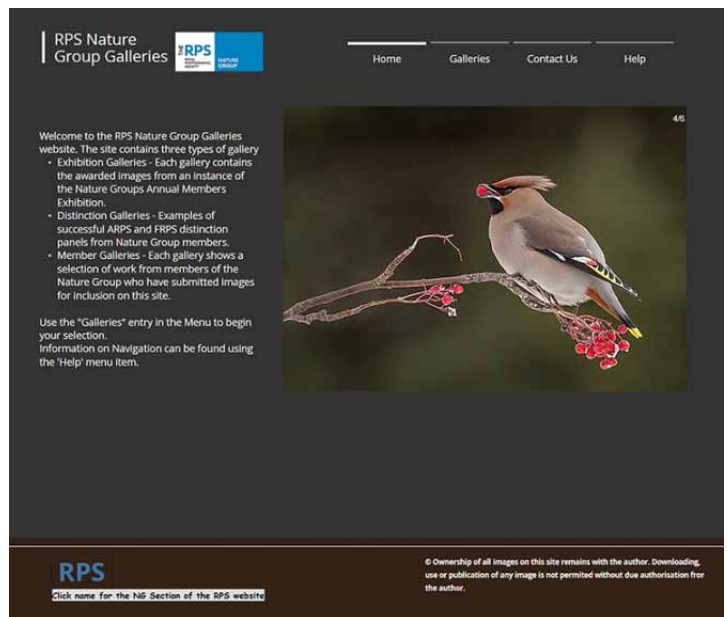 RPS Nature
Group Galleries
THE RPS
ROYAL
PHOTOGRAPHIC
SOCIETY
NATURE
GROUP
Home Galleries Contact Us Help
4/6
Welcome to the RPS Nature Group Galleries
website. The site contains three types of gallery
• Exhibition Galleries - Each gallery contains
the awarded images from an instance of
the Nature Groups Annual Members
Exhibition.
• Distinction Galleries - Examples of
successful ARPS and FRPS distinction
panels from Nature Group members.
• Member Galleries - Each gallery shows a
selection of work from members of the
Nature Group who have submitted images
for inclusion on this site.
Use the "Galleries" entry in the Menu to begin
your selection.
Information on Navigation can be found using
the 'Help' menu item.
RPS
Click name for the NG Section of the RPS website
© Ownership of all images on this site remains with the author. Downloading,
use or publication of any image is not permited without due authorisation fror
the author.